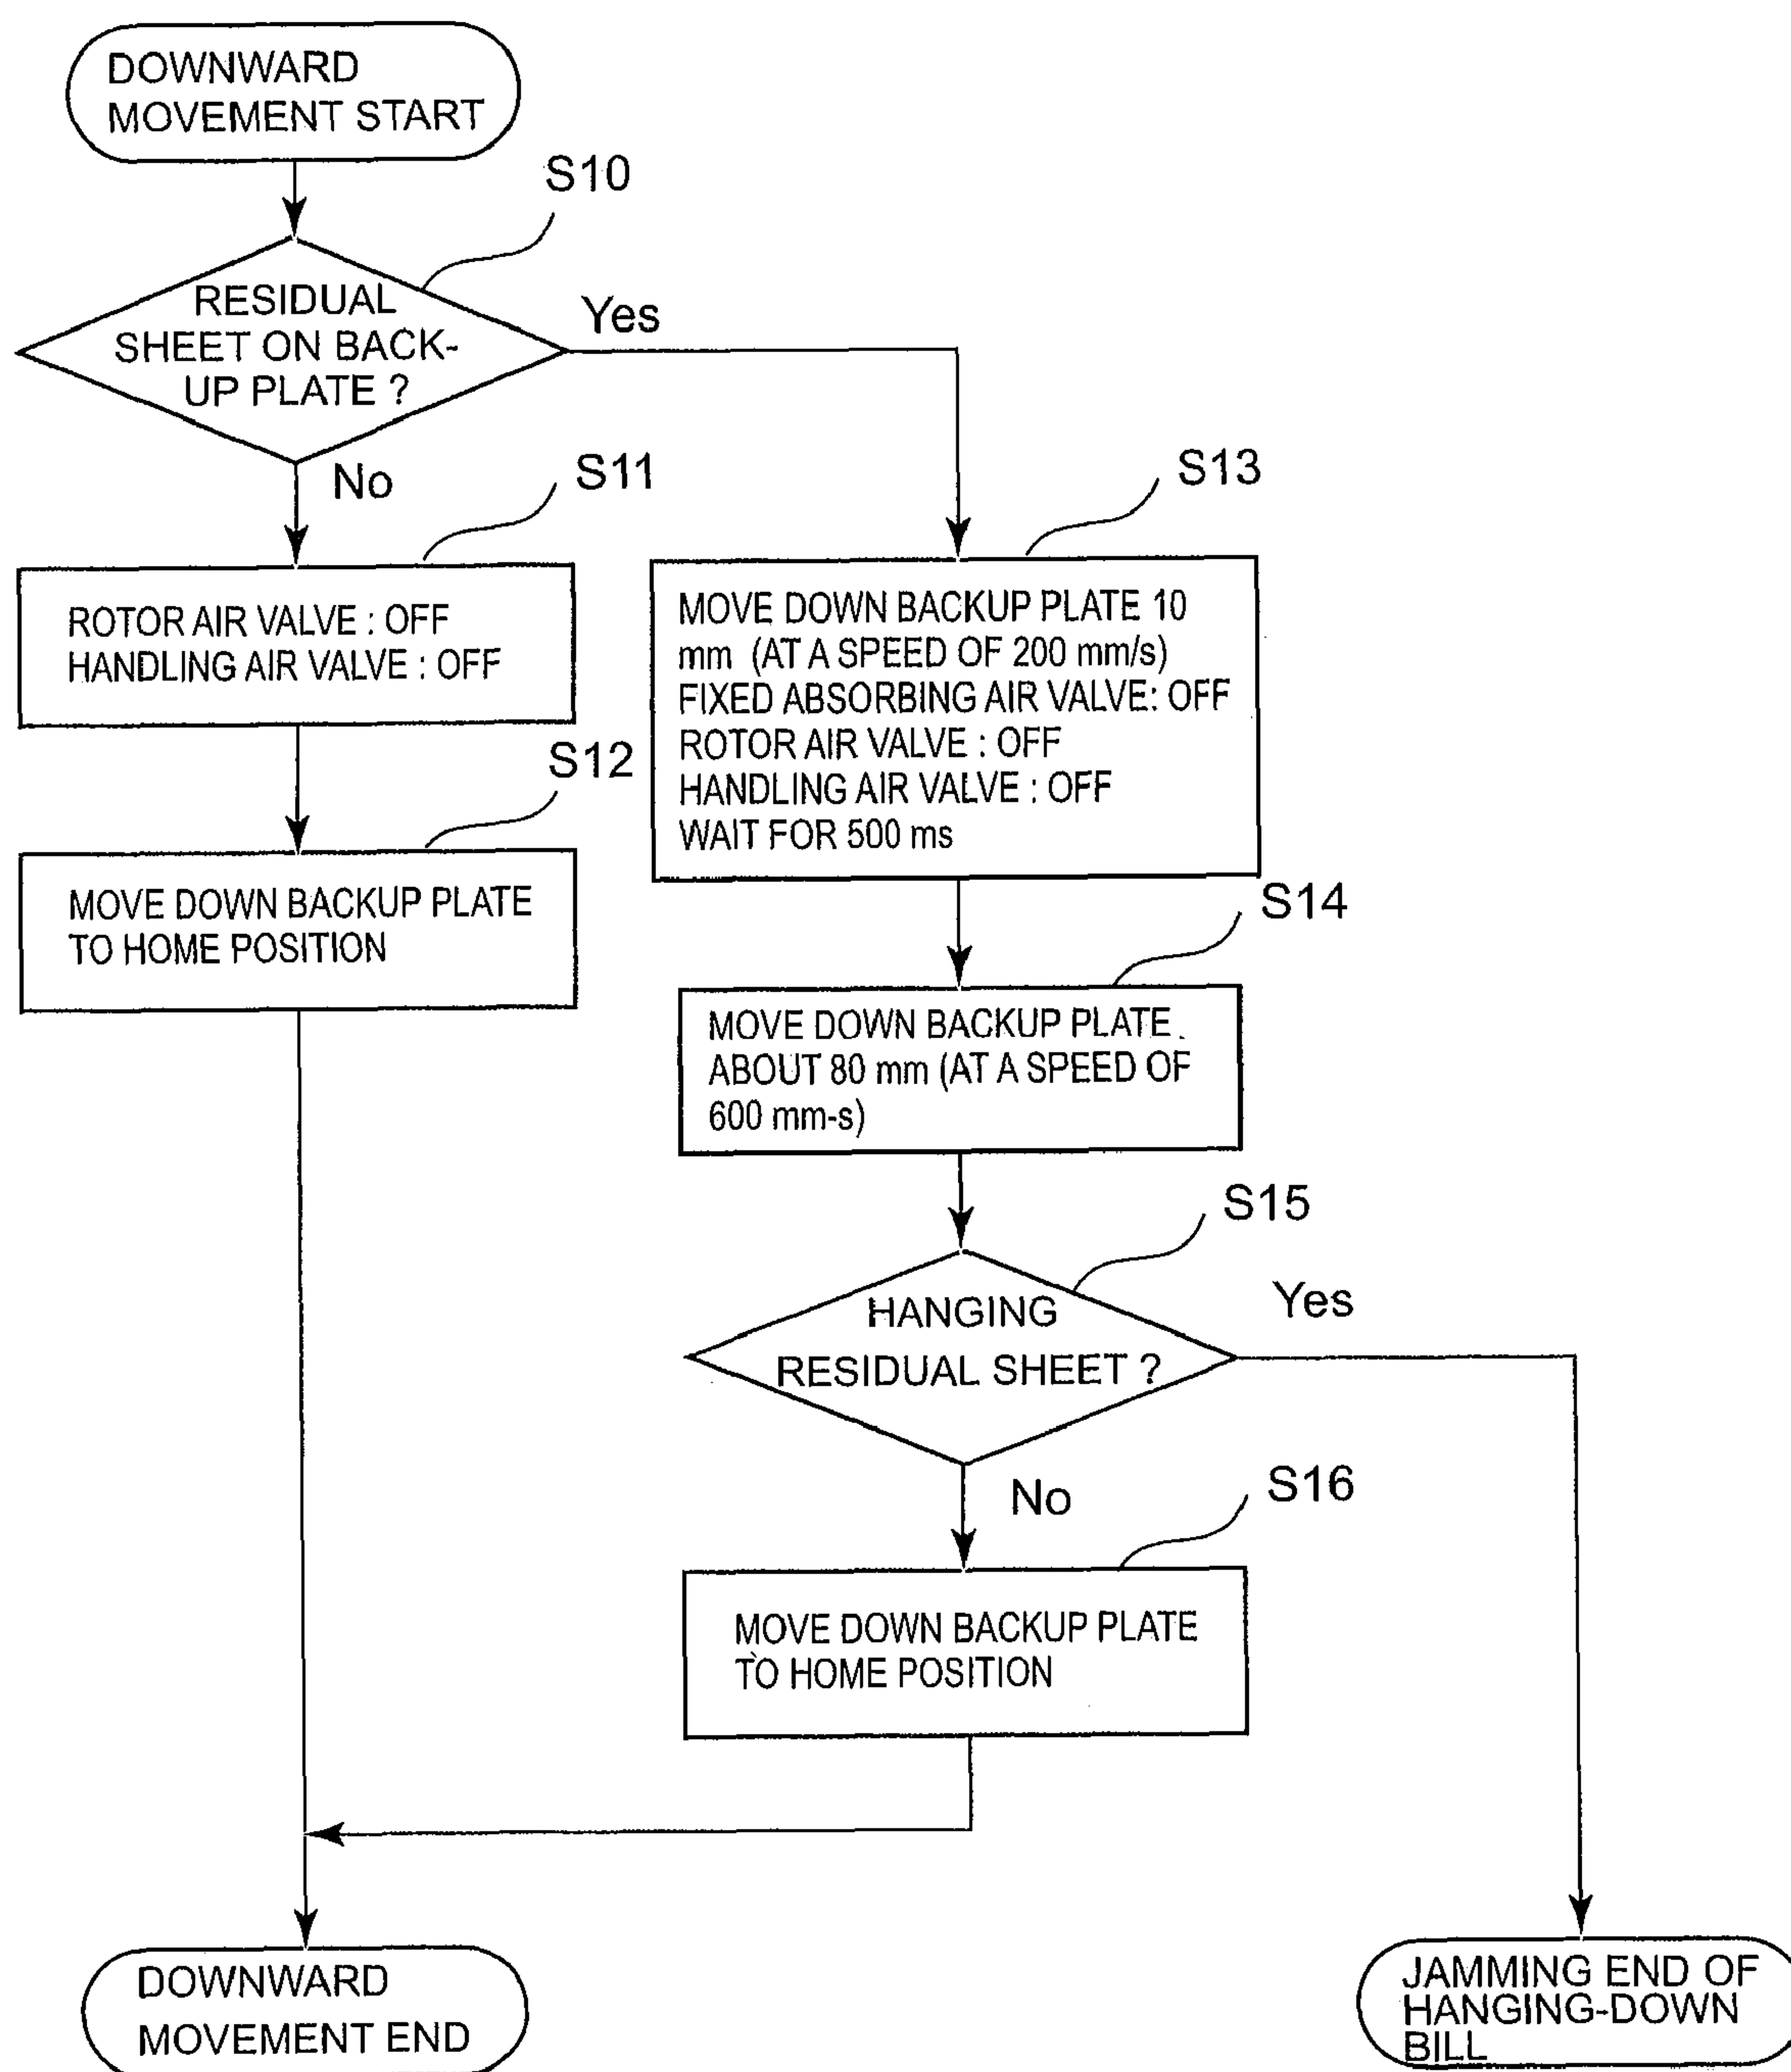 DOWNWARD
MOVEMENT START
S10
RESIDUAL
SHEET ON BACK-
UP PLATE ?
Yes
No
S11
ROTOR AIR VALVE : OFF
HANDLING AIR VALVE : OFF
S12
MOVE DOWN BACKUP PLATE
TO HOME POSITION
S13
MOVE DOWN BACKUP PLATE 10
mm (AT A SPEED OF 200 mm/s)
FIXED ABSORBING AIR VALVE: OFF
ROTOR AIR VALVE : OFF
HANDLING AIR VALVE : OFF
WAIT FOR 500 ms
S14
MOVE DOWN BACKUP PLATE
ABOUT 80 mm (AT A SPEED OF
600 mm-s)
S15
HANGING
RESIDUAL SHEET ?
Yes
No
S16
MOVE DOWN BACKUP PLATE
TO HOME POSITION
DOWNWARD
MOVEMENT END
JAMMING END OF
HANGING-DOWN
BILL